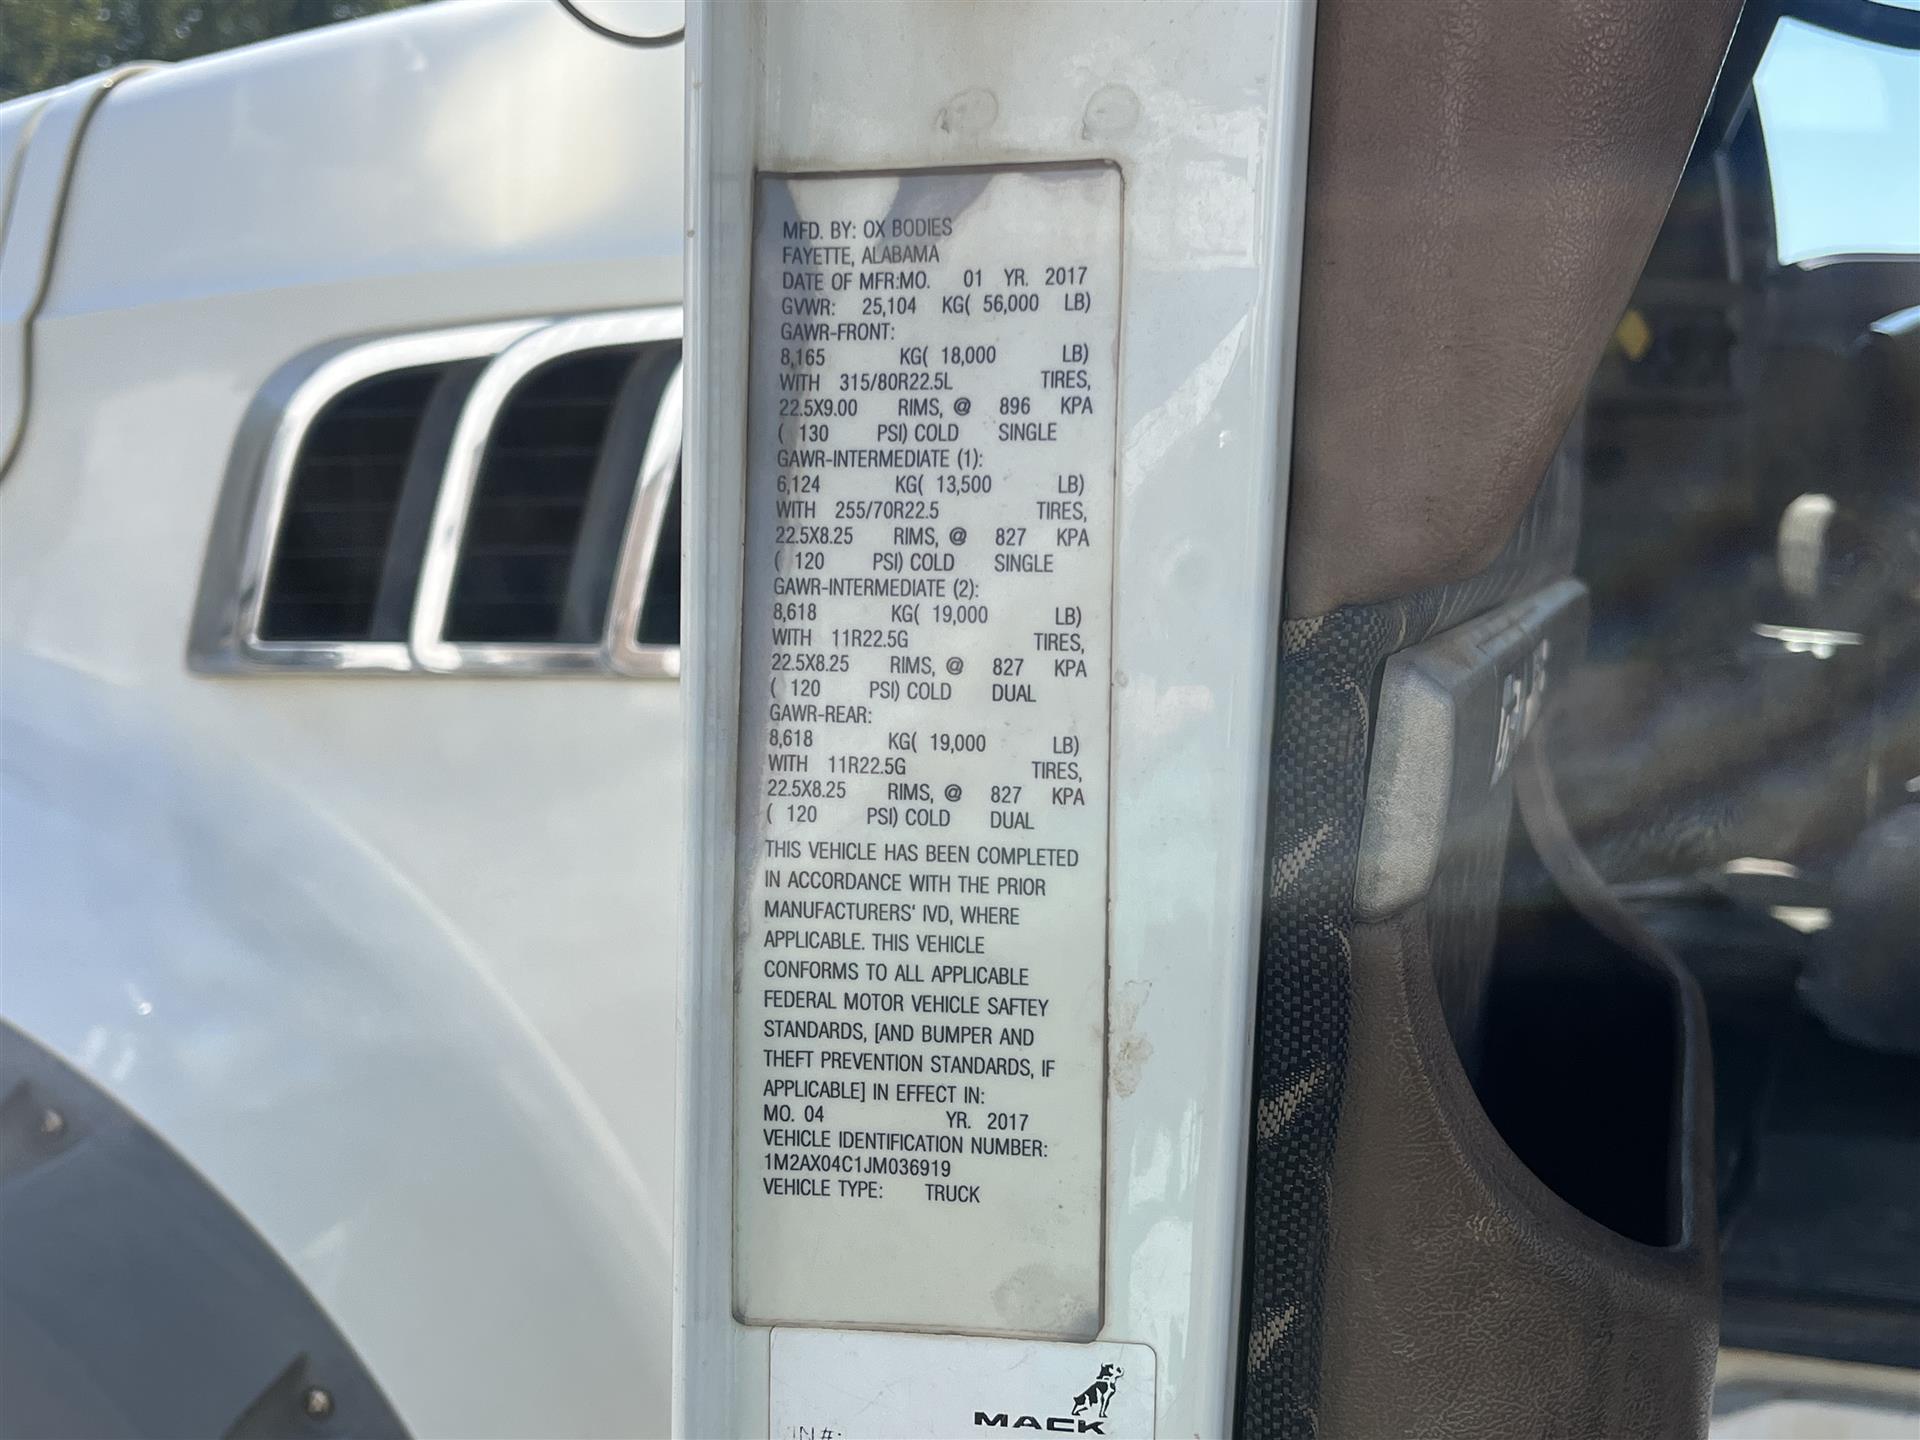 MFD. BY: OX BODIES
FAYETTE, ALABAMA
DATE OF MFR:MO. 01 YR. 2017
GVWR: 25,104 KG( 56,000 LB)
GAWR-FRONT:
8,165 KG( 18,000 LB)
WITH 315/80R22.5L TIRES,
22.5X9.00 RIMS, @ 896 KPA
( 130 PSI) COLD SINGLE
GAWR-INTERMEDIATE (1):
6,124 KG( 13,500 LB)
WITH 255/70R22.5 TIRES,
22.5X8.25 RIMS, @ 827 KPA
( 120 PSI) COLD SINGLE
GAWR-INTERMEDIATE (2):
8,618 KG( 19,000 LB)
WITH 11R22.5G TIRES,
22.5X8.25 RIMS, @ 827 KPA
( 120 PSI) COLD DUAL
GAWR-REAR:
8,618 KG( 19,000 LB)
WITH 11R22.5G TIRES,
22.5X8.25 RIMS, @ 827 KPA
( 120 PSI) COLD DUAL
THIS VEHICLE HAS BEEN COMPLETED
IN ACCORDANCE WITH THE PRIOR
MANUFACTURERS' IVD, WHERE
APPLICABLE. THIS VEHICLE
CONFORMS TO ALL APPLICABLE
FEDERAL MOTOR VEHICLE SAFTEY
STANDARDS, [AND BUMPER AND
THEFT PREVENTION STANDARDS, IF
APPLICABLE] IN EFFECT IN:
MO. 04 YR. 2017
VEHICLE IDENTIFICATION NUMBER:
1M2AX04C1JM036919
VEHICLE TYPE: TRUCK
MACK